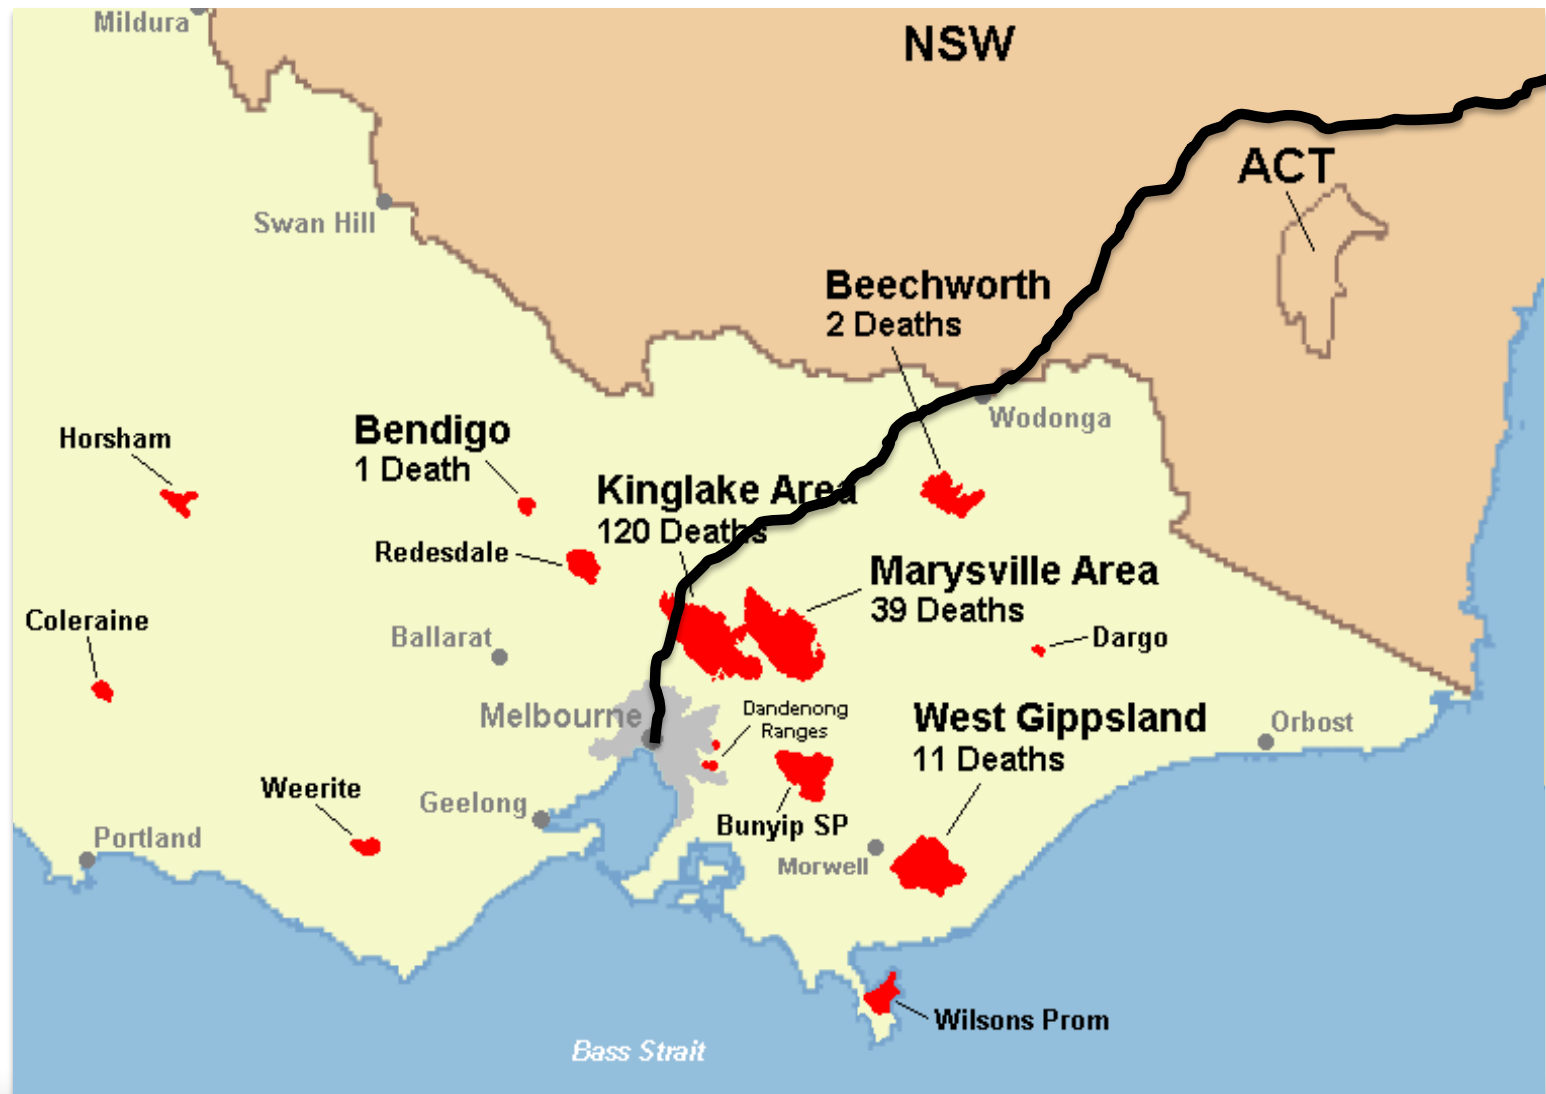 Mildura
NSW
ACT
Swan Hill
Beechworth
2 Deaths
Wodonga
Horsham
Bendigo
1 Death
Kinglake Area
120 Deaths
Redesdale
Marysville Area
39 Deaths
Coleraine
Ballarat
Dargo
Melbourne
Dandenong
Ranges
West Gippsland
11 Deaths
Orbost
Weerite
Geelong
Bunyip SP
Portland
Morwell
Wilsons Prom
Bass Strait